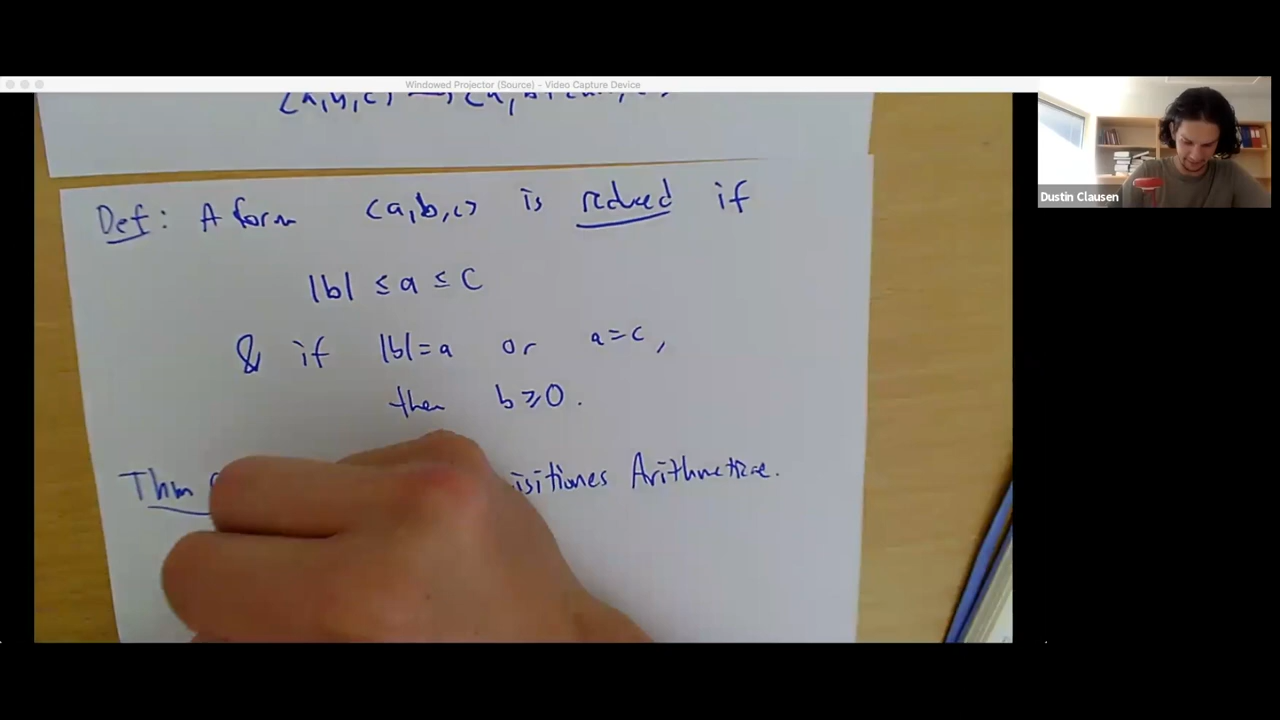 Windowed Projector (Source) - Video Capture Device
Def: A form <a,b,c> is reduced if
|b| ≤ a ≤ c
& if |b|=a or a=c,
then b≥0.
Thm Arithmeticae.
Dustin Clausen